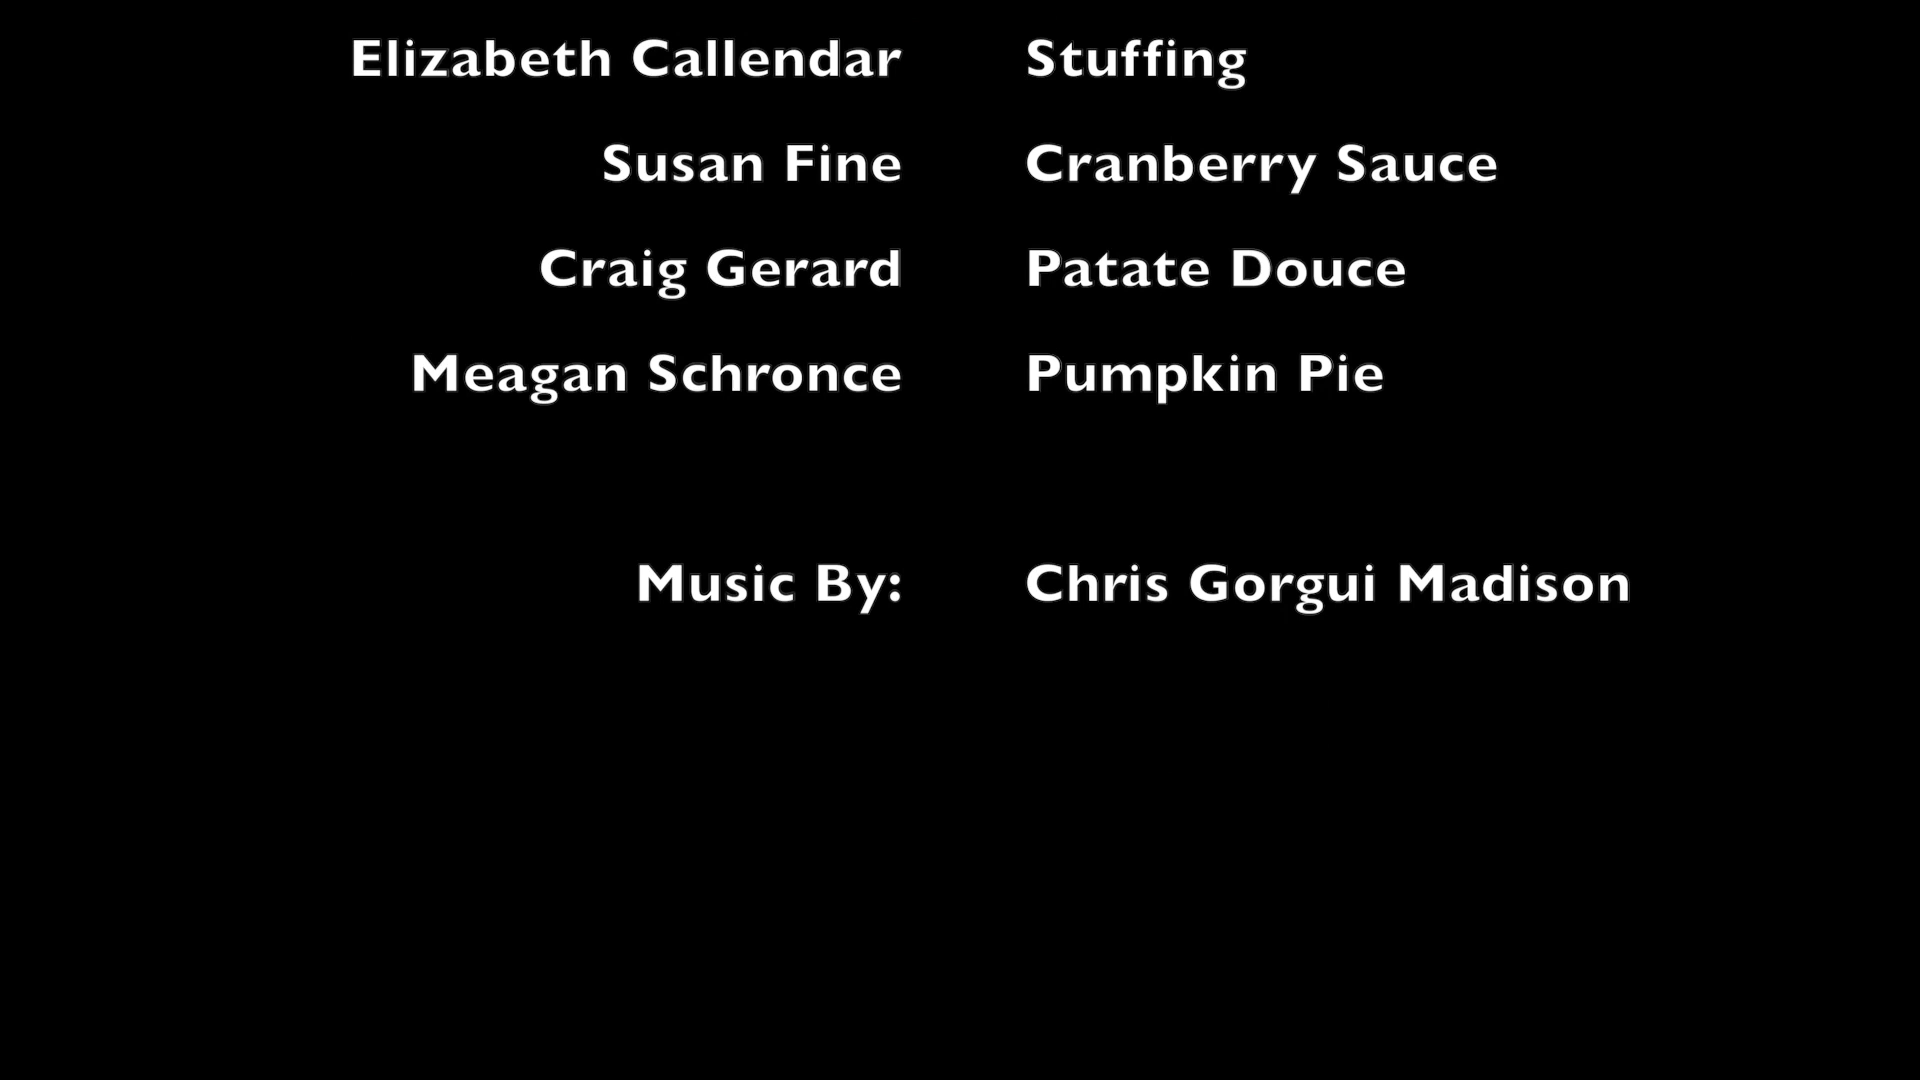 Elizabeth Callendar Stuffing
Susan Fine Cranberry Sauce
Craig Gerard Patate Douce
Meagan Schronce Pumpkin Pie
Music By: Chris Gorgui Madison